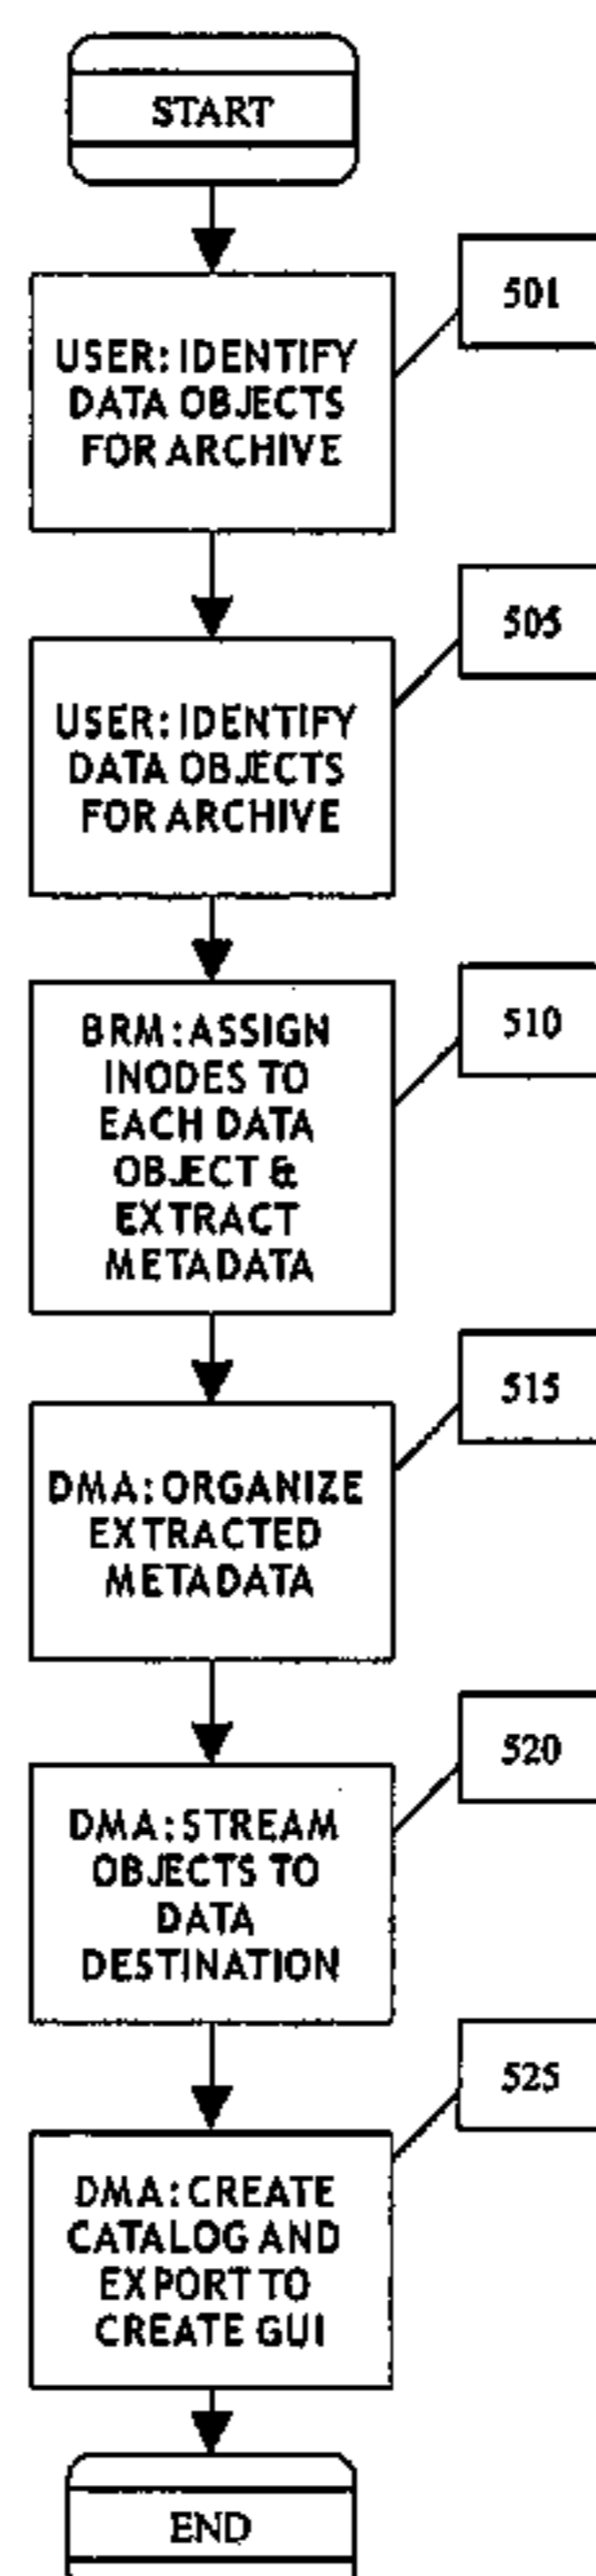 START
501
USER: IDENTIFY
DATA OBJECTS
FOR ARCHIVE
505
USER: IDENTIFY
DATA OBJECTS
FOR ARCHIVE
510
BRM: ASSIGN
INODES TO
EACH DATA
OBJECT &
EXTRACT
METADATA
515
DMA: ORGANIZE
EXTRACTED
METADATA
520
DMA: STREAM
OBJECTS TO
DATA
DESTINATION
525
DMA: CREATE
CATALOG AND
EXPORT TO
CREATE GUI
END